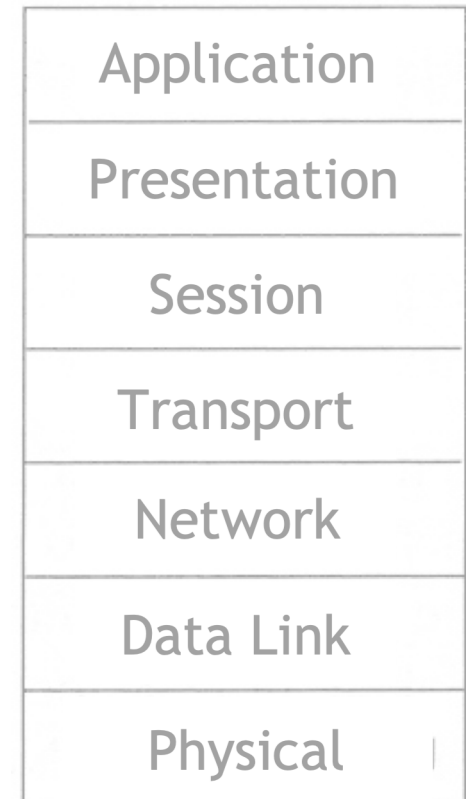 Application
Presentation
Session
Transport
Network
Data Link
Physical